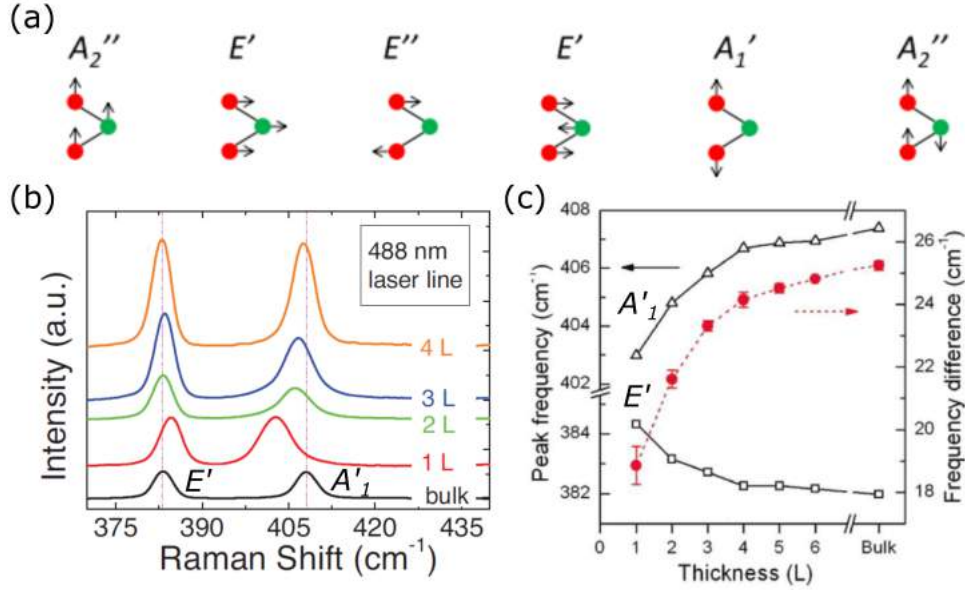 (a)
A₂'' E' E'' E' A₁' A₂''
(b)
488 nm
laser line
4 L
3 L
2 L
1 L
bulk
E' A'₁
Intensity (a.u.)
375 390 405 420 435
Raman Shift (cm⁻¹)
(c)
408
406
404
402
384
382
Peak frequency (cm⁻¹)
A'₁
E'
26
24
22
20
18
Frequency difference (cm⁻¹)
0 1 2 3 4 5 6 Bulk
Thickness (L)